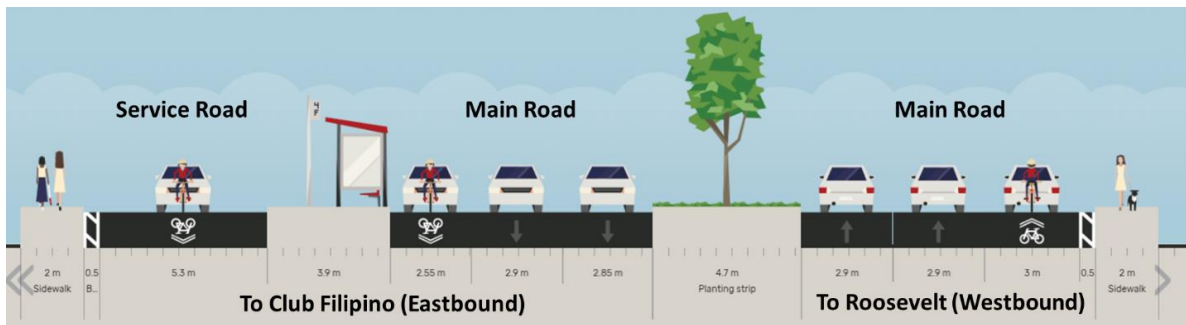 Service Road
Main Road
Main Road
2 m
0.5
5.3 m
3.9 m
2.55 m
2.9 m
2.85 m
4.7 m
2.9 m
2.9 m
3 m
0.5
2 m
Sidewalk
B...
Planting strip
Sidewalk
To Club Filipino (Eastbound)
To Roosevelt (Westbound)